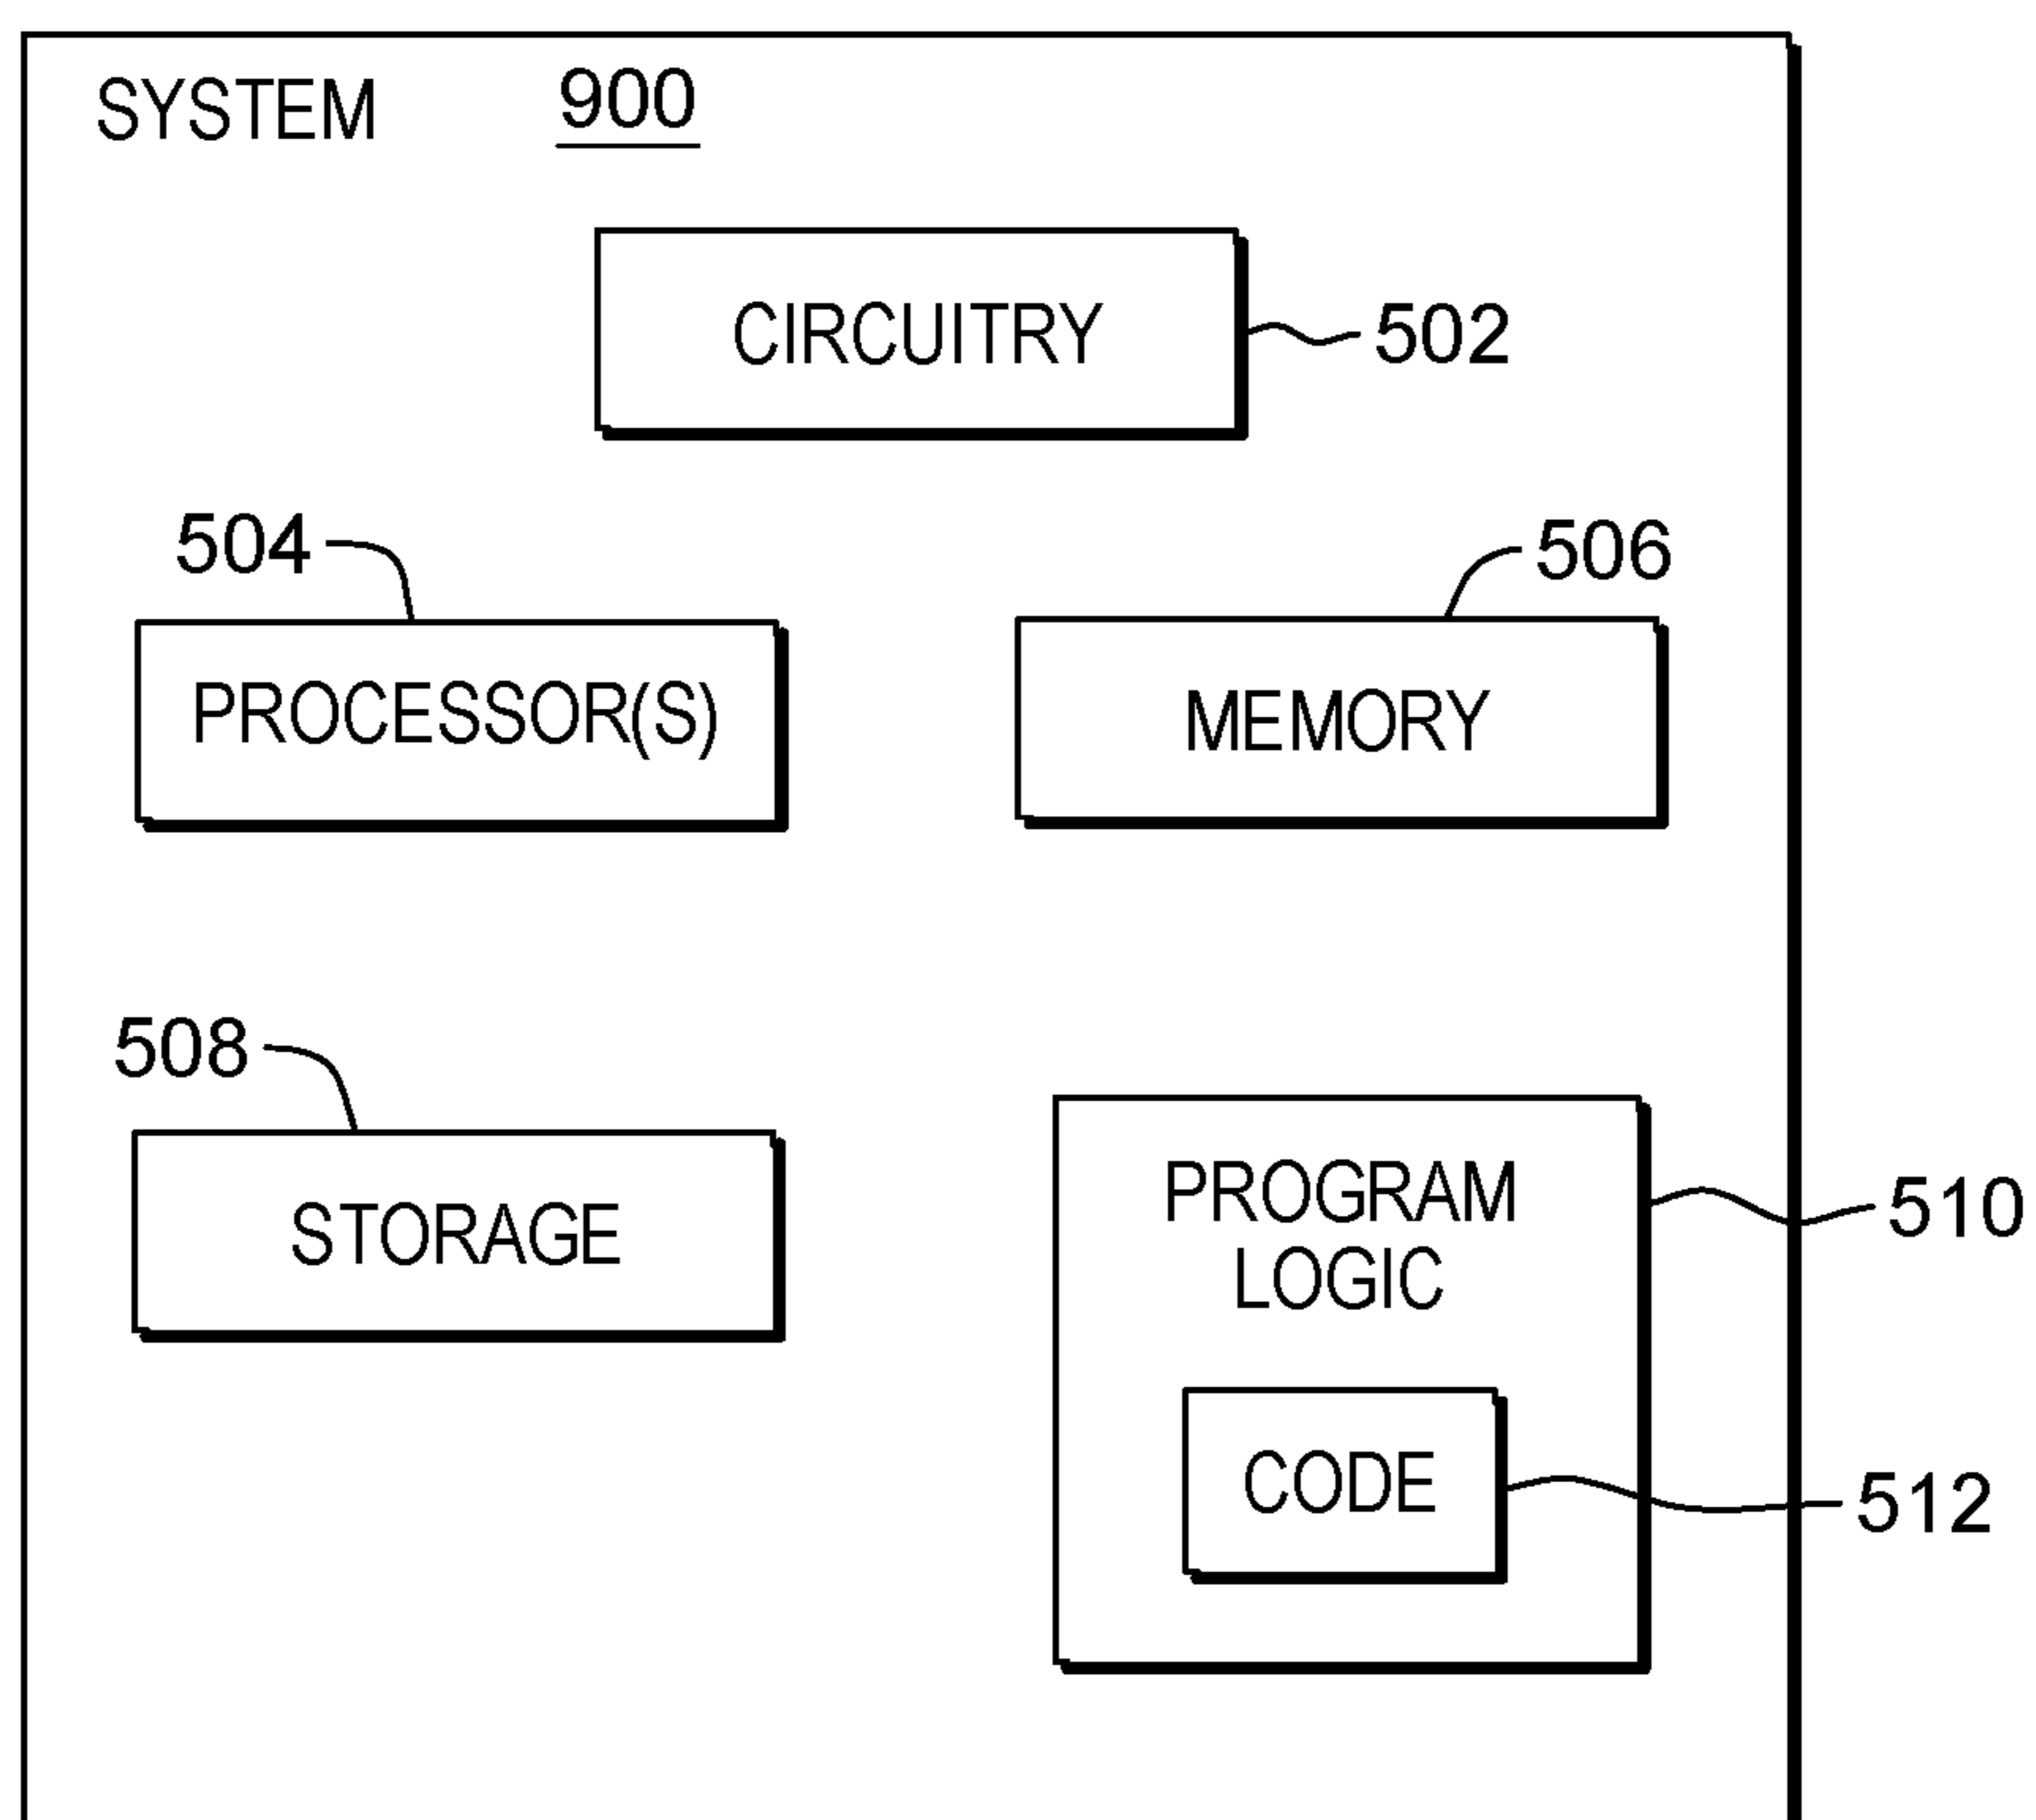 SYSTEM 900
CIRCUITRY 502
504
506
PROCESSOR(S)
MEMORY
508
STORAGE
PROGRAM
LOGIC
510
CODE
512